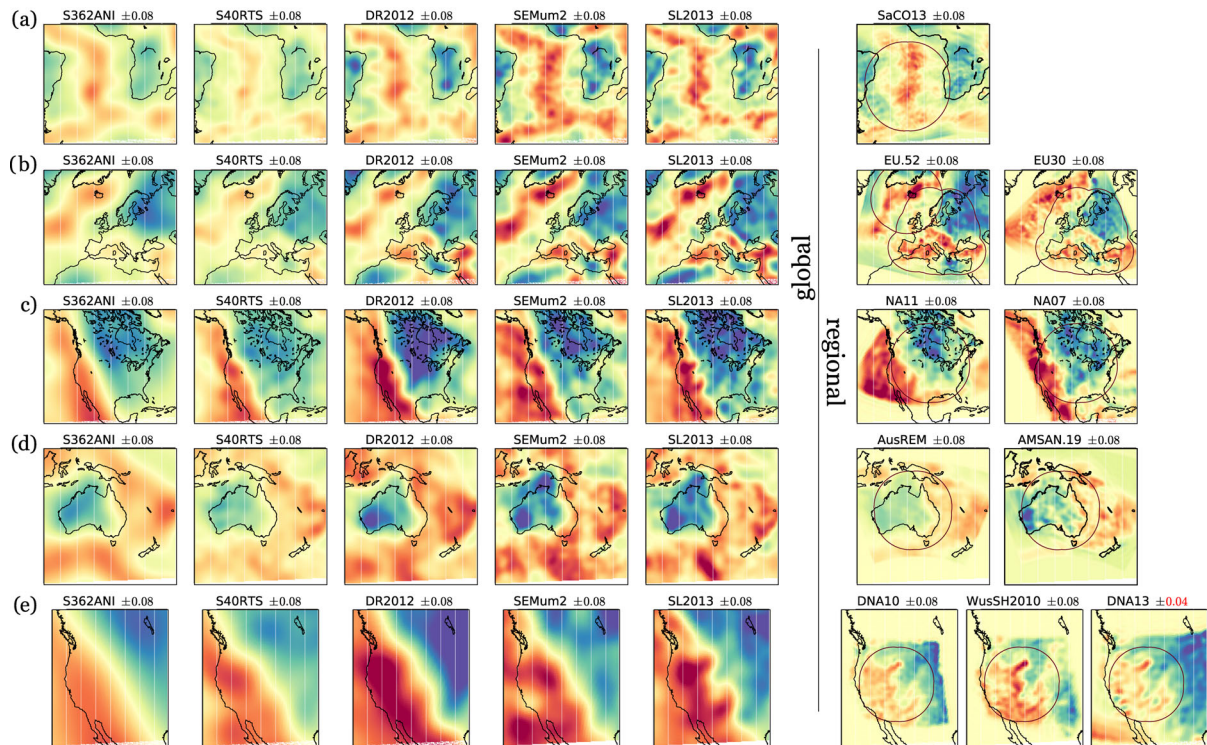 (a) S362ANI ±0.08 S40RTS ±0.08 DR2012 ±0.08 SEMum2 ±0.08 SL2013 ±0.08 SaCO13 ±0.08
(b) S362ANI ±0.08 S40RTS ±0.08 DR2012 ±0.08 SEMum2 ±0.08 SL2013 ±0.08 EU.52 ±0.08 EU30 ±0.08
global
c) S362ANI ±0.08 S40RTS ±0.08 DR2012 ±0.08 SEMum2 ±0.08 SL2013 ±0.08 NA11 ±0.08 NA07 ±0.08
regional
(d) S362ANI ±0.08 S40RTS ±0.08 DR2012 ±0.08 SEMum2 ±0.08 SL2013 ±0.08 AusREM ±0.08 AMSAN.19 ±0.08
(e) S362ANI ±0.08 S40RTS ±0.08 DR2012 ±0.08 SEMum2 ±0.08 SL2013 ±0.08 DNA10 ±0.08 WusSH2010 ±0.08 DNA13 ±0.04